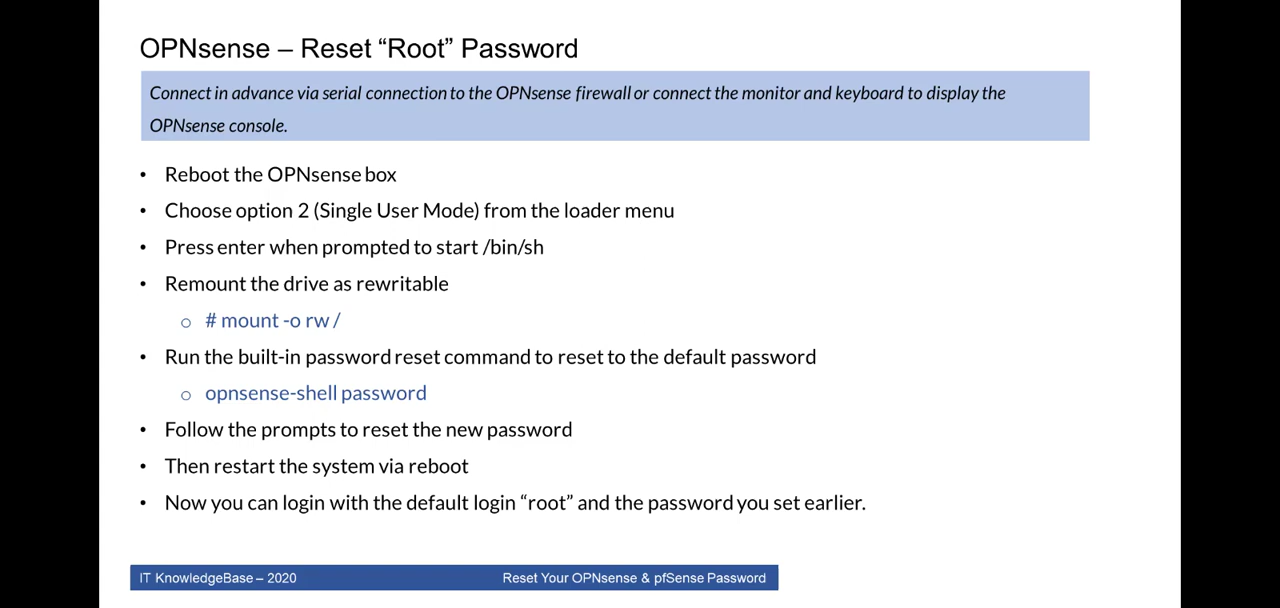 OPNsense – Reset “Root” Password
Connect in advance via serial connection to the OPNsense firewall or connect the monitor and keyboard to display the
OPNsense console.
• Reboot the OPNsense box
• Choose option 2 (Single User Mode) from the loader menu
• Press enter when prompted to start /bin/sh
• Remount the drive as rewritable
o # mount -o rw /
• Run the built-in password reset command to reset to the default password
o opnsense-shell password
• Follow the prompts to reset the new password
• Then restart the system via reboot
• Now you can login with the default login “root” and the password you set earlier.
IT KnowledgeBase – 2020 Reset Your OPNsense & pfSense Password